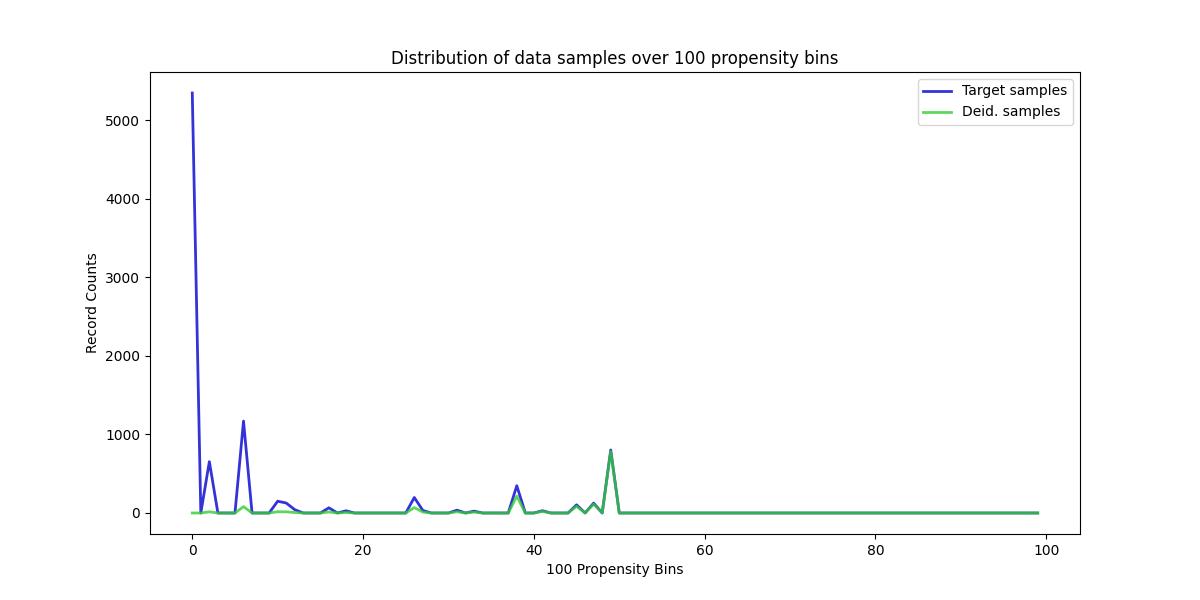 Distribution of data samples over 100 propensity bins
Target samples
Deid. samples
Record Counts
5000
4000
3000
2000
1000
0
0 20 40 60 80 100
100 Propensity Bins